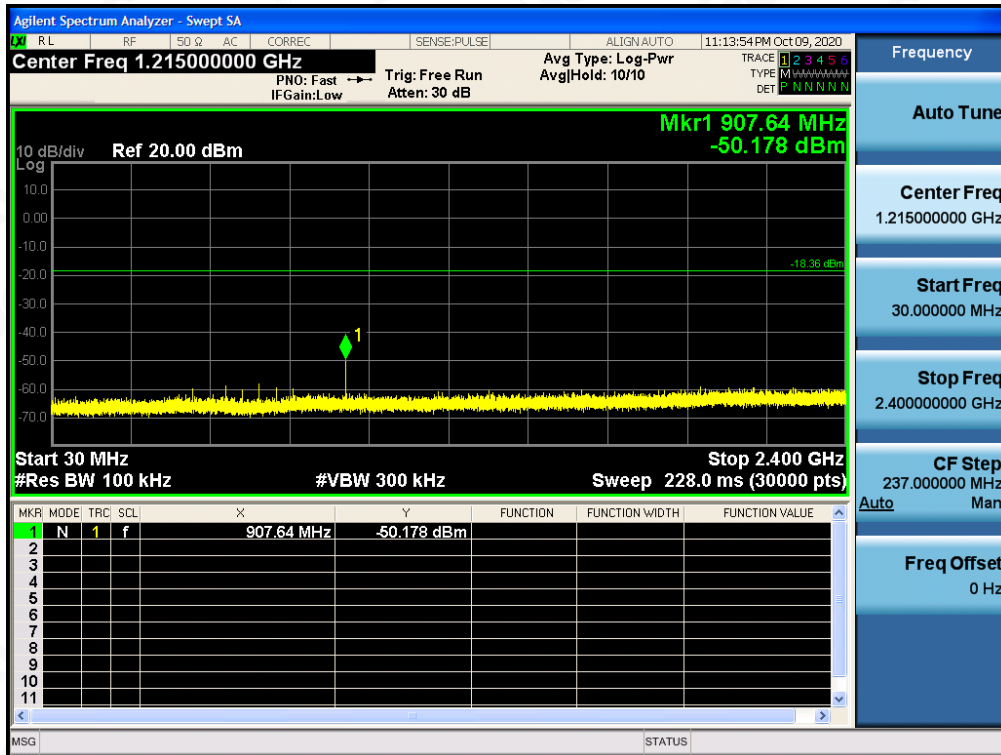 Agilent Spectrum Analyzer - Swept SA
LXI RL RF 50 Ω AC CORREC SENSE:PULSE ALIGN AUTO 11:13:54 PM Oct 09, 2020
Center Freq 1.215000000 GHz
PNO: Fast
IFGain:Low
Trig: Free Run
Atten: 30 dB
Avg Type: Log-Pwr
Avg|Hold: 10/10
TRACE 1 2 3 4 5 6
TYPE M
DET P N N N N N
Mkr1 907.64 MHz
-50.178 dBm
10 dB/div Ref 20.00 dBm
Log
10.0
0.00
-10.0
-18.36 dBm
-20.0
-30.0
-40.0
1
-50.0
-60.0
-70.0
Start 30 MHz Stop 2.400 GHz
#Res BW 100 kHz #VBW 300 kHz Sweep 228.0 ms (30000 pts)
MKR MODE TRC SCL X Y FUNCTION FUNCTION WIDTH FUNCTION VALUE
1 N 1 f 907.64 MHz -50.178 dBm
2
3
4
5
6
7
8
9
10
11
MSG STATUS
Frequency
Auto Tune
Center Freq
1.215000000 GHz
Start Freq
30.000000 MHz
Stop Freq
2.400000000 GHz
CF Step
237.000000 MHz
Auto Man
Freq Offset
0 Hz